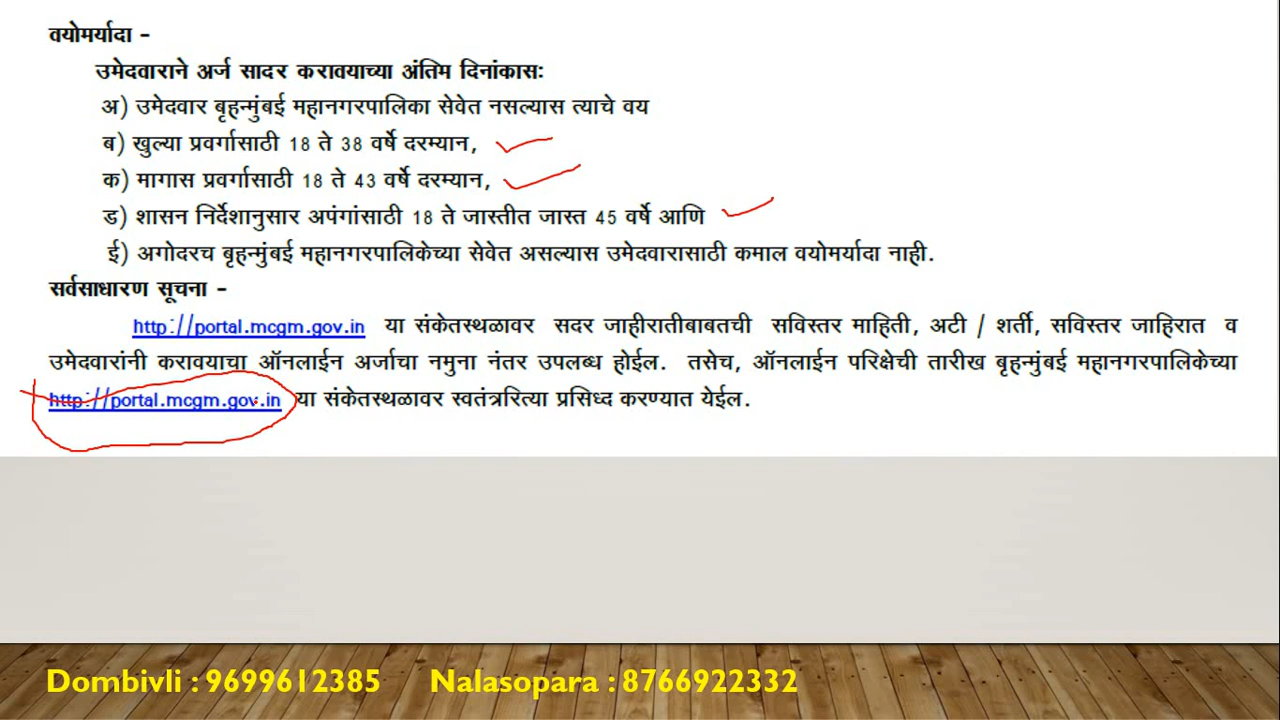 वयोमर्यादा -
उमेदवाराने अर्ज सादर करावयाच्या अंतिम दिनांकासः
अ) उमेदवार बृहन्मुंबई महानगरपालिका सेवेत नसल्यास त्याचे वय
ब) खुल्या प्रवर्गासाठी 18 ते 38 वर्षे दरम्यान,
क) मागास प्रवर्गासाठी 18 ते 43 वर्षे दरम्यान,
ड) शासन निर्देशानुसार अपंगांसाठी 18 ते जास्तीत जास्त 45 वर्षे आणि
ई) अगोदरच बृहन्मुंबई महानगरपालिकेच्या सेवेत असल्यास उमेदवारासाठी कमाल वयोमर्यादा नाही.
सर्वसाधारण सूचना -
http://portal.mcgm.gov.in या संकेतस्थळावर सदर जाहीरातीबाबतची सविस्तर माहिती, अटी / शर्ती, सविस्तर जाहिरात व
उमेदवारांनी करावयाचा ऑनलाईन अर्जाचा नमुना नंतर उपलब्ध होईल. तसेच, ऑनलाईन परिक्षेची तारीख बृहन्मुंबई महानगरपालिकेच्या
http://portal.mcgm.gov.in या संकेतस्थळावर स्वतंत्ररित्या प्रसिध्द करण्यात येईल.
Dombivli : 9699612385 Nalasopara : 8766922332